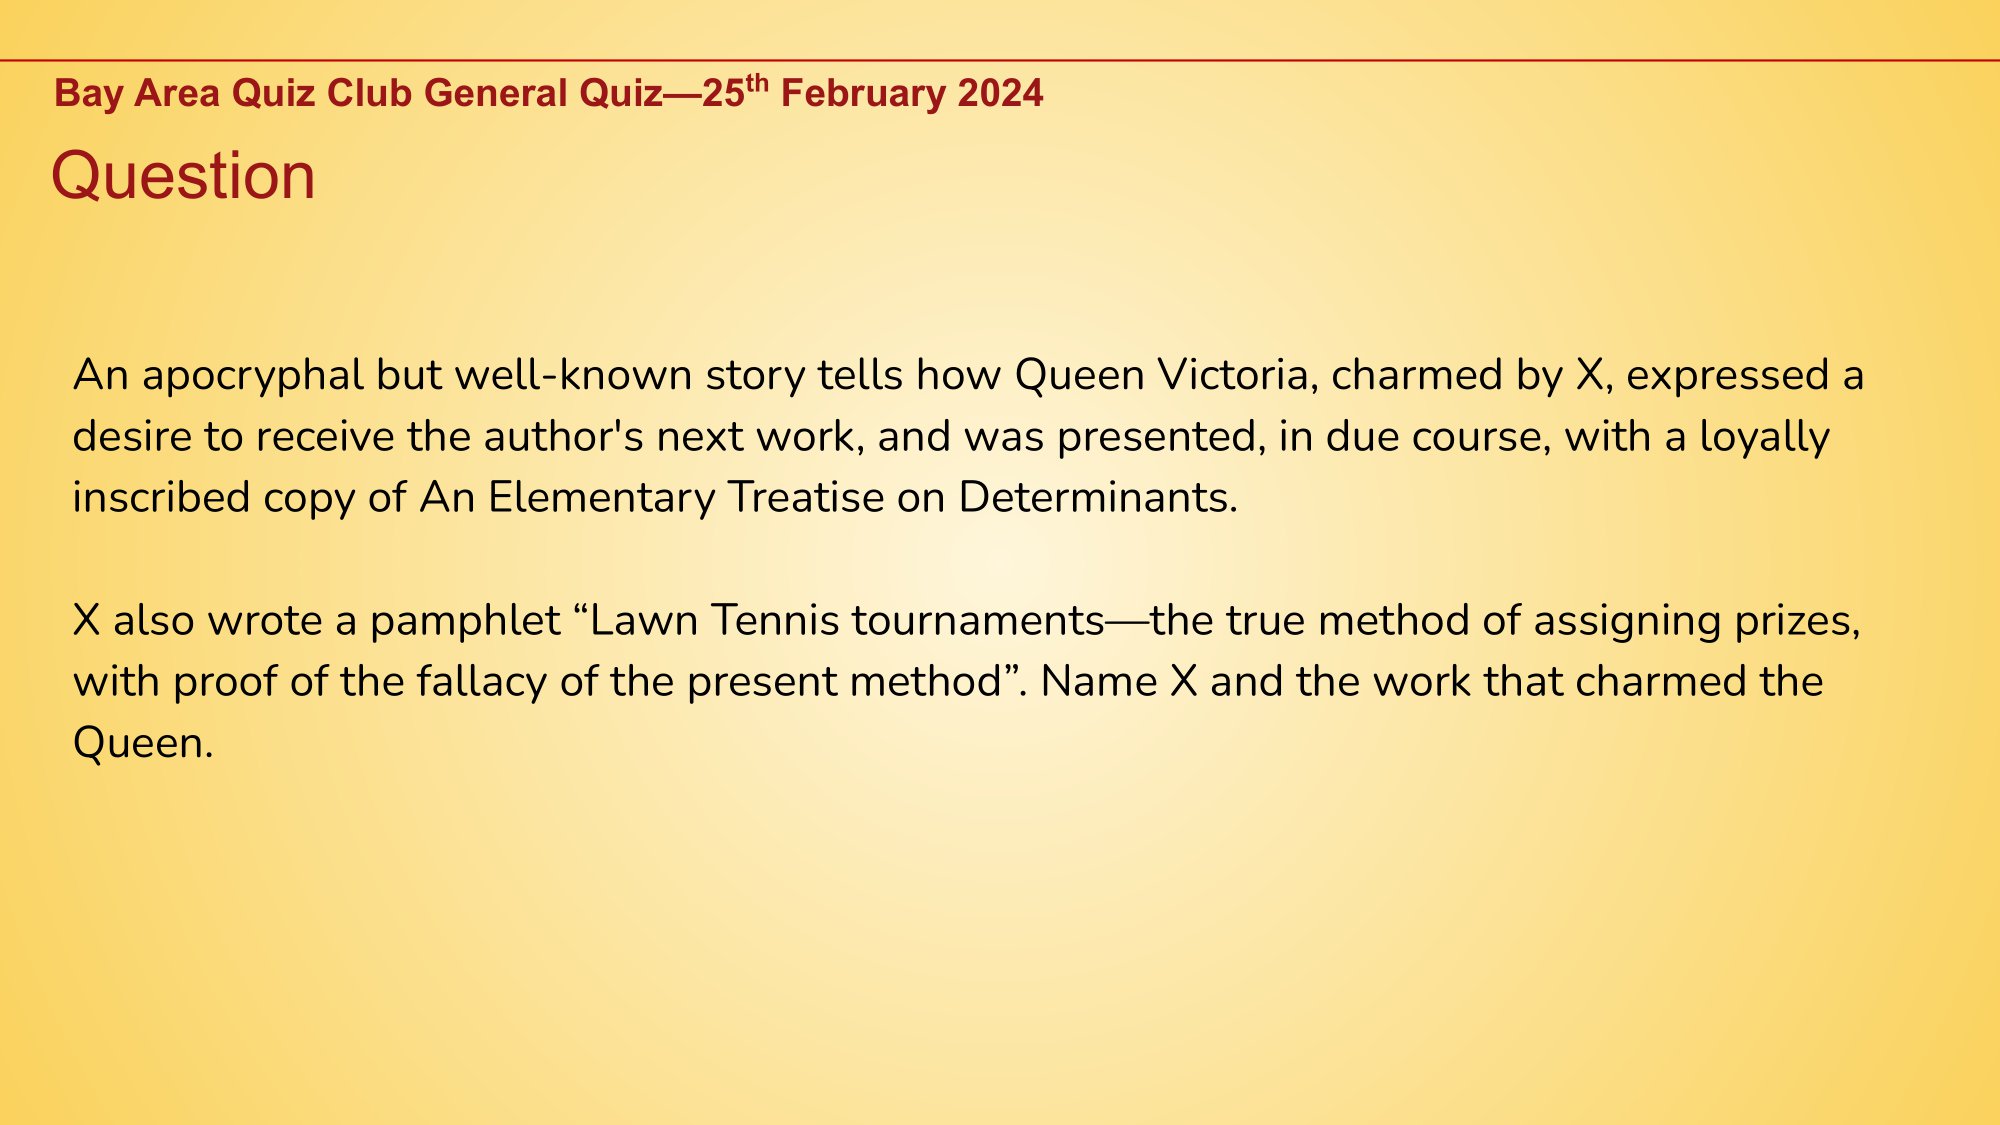 Bay Area Quiz Club General Quiz—25th February 2024
Question
An apocryphal but well-known story tells how Queen Victoria, charmed by X, expressed a
desire to receive the author's next work, and was presented, in due course, with a loyally
inscribed copy of An Elementary Treatise on Determinants.
X also wrote a pamphlet “Lawn Tennis tournaments—the true method of assigning prizes,
with proof of the fallacy of the present method”. Name X and the work that charmed the
Queen.